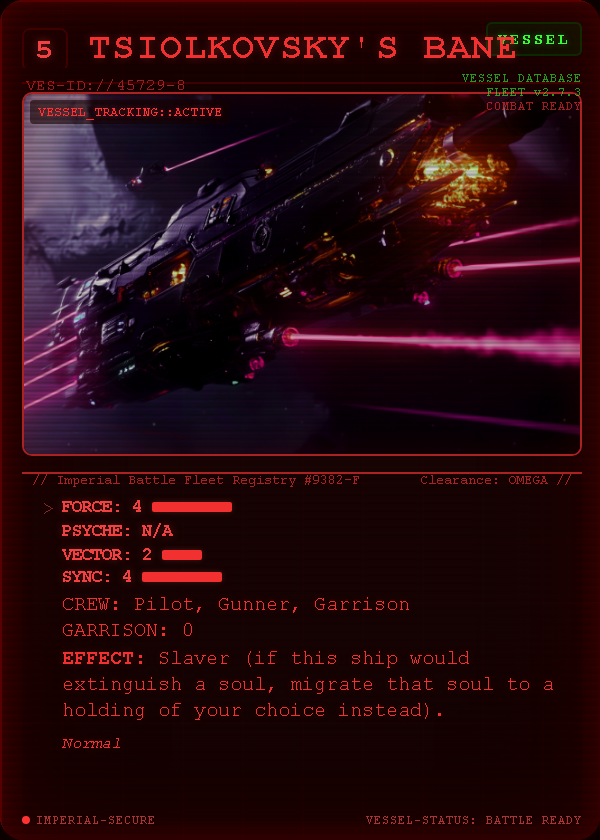 5
TSIOLKOVSKY'S BANE
VESSEL
VES-ID://45729-8
VESSEL DATABASE
FLEET v2.7.3
COMBAT READY
VESSEL_TRACKING::ACTIVE
// Imperial Battle Fleet Registry #9382-F
Clearance: OMEGA //
> FORCE: 4
PSYCHE: N/A
VECTOR: 2
SYNC: 4
CREW: Pilot, Gunner, Garrison
GARRISON: 0
EFFECT: Slaver (if this ship would
extinguish a soul, migrate that soul to a
holding of your choice instead).
Normal
IMPERIAL-SECURE
VESSEL-STATUS: BATTLE READY